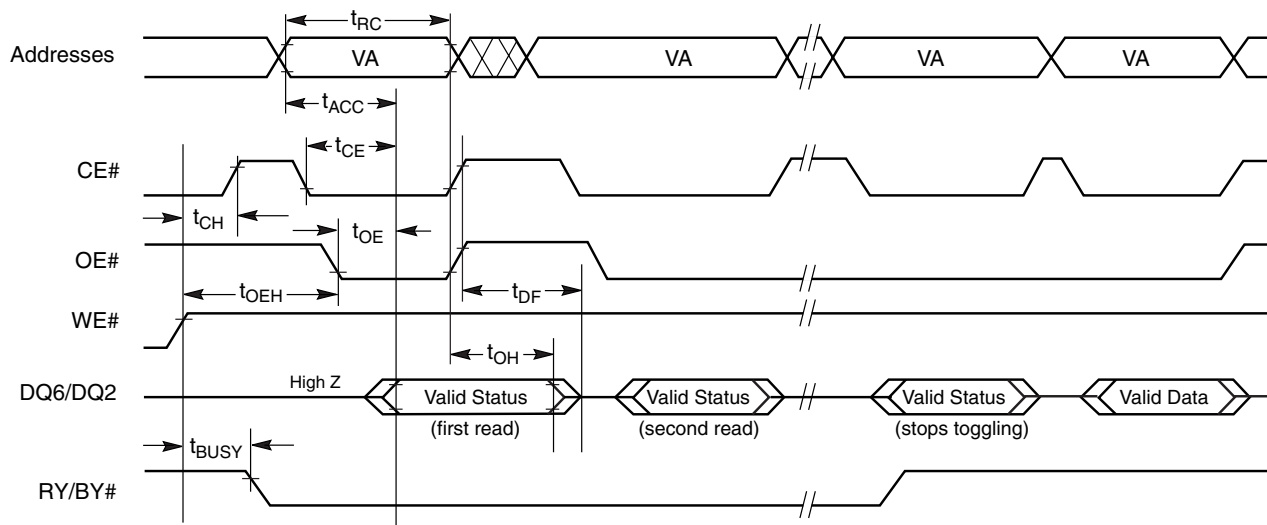 tRC
Addresses VA VA VA VA
tACC
tCE
CE#
tCH tOE
OE#
tOEH tDF
WE#
tOH
High Z
DQ6/DQ2 Valid Status Valid Status Valid Status Valid Data
(first read) (second read) (stops toggling)
tBUSY
RY/BY#